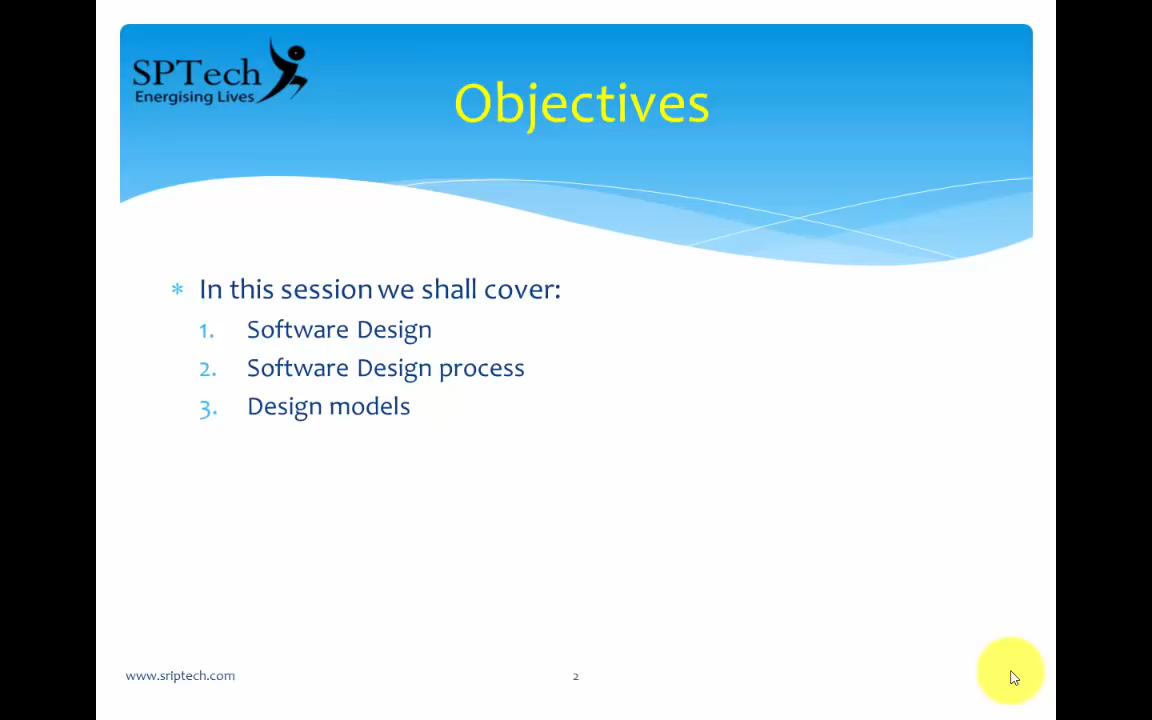 SPTech
Energising Lives
Objectives
* In this session we shall cover:
1. Software Design
2. Software Design process
3. Design models
www.sriptech.com
2